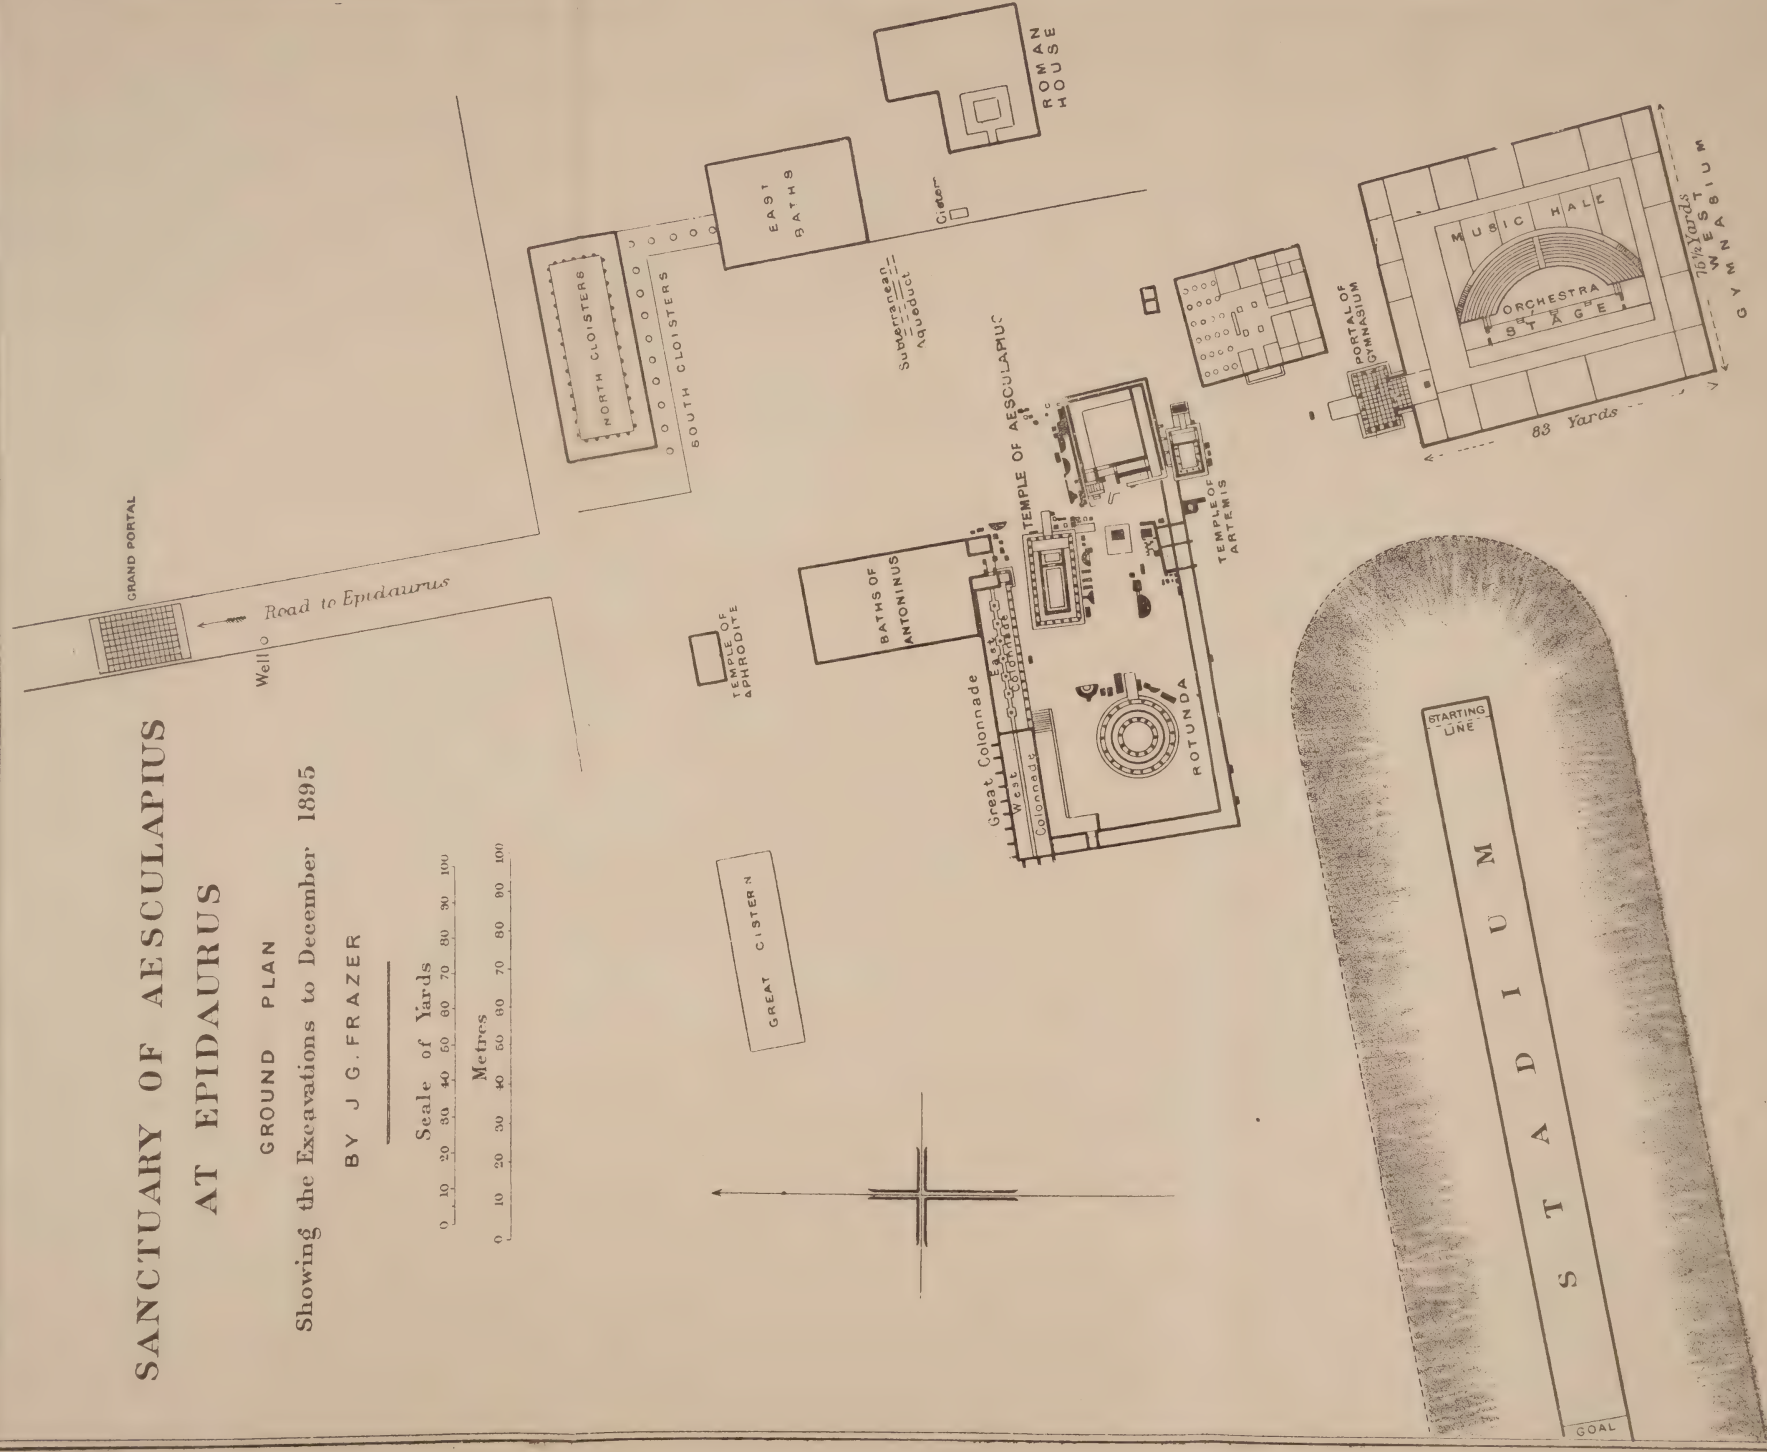 SANCTUARY OF AESCULAPIUS
AT EPIDAURUS
GROUND PLAN
Showing the Excavations to December 1895
BY J G. FRAZER
Scale of Yards
0 10 20 30 40 50 60 70 80 90 100
Metres
0 10 20 30 40 50 60 70 80 90 100
GRAND PORTAL
Road to Epidaurus
Well
NORTH CLOISTERS
SOUTH CLOISTERS
EAST
BATHS
ROMAN
HOUSE
Subterranean
Aqueduct
TEMPLE OF
APHRODITE
BATHS OF
ANTONINUS
GREAT CISTERN
Great Colonnade
East
Colonnade
West
Colonnade
TEMPLE OF AESCULAPIUS
TEMPLE OF
ARTEMIS
ROTUNDA
PORTAL OF
GYMNASIUM
MUSIC HALL
ORCHESTRA
STAGE
83 Yards
76½ Yards
WEST
GYMNASIUM
STARTING
LINE
STADIUM
GOAL